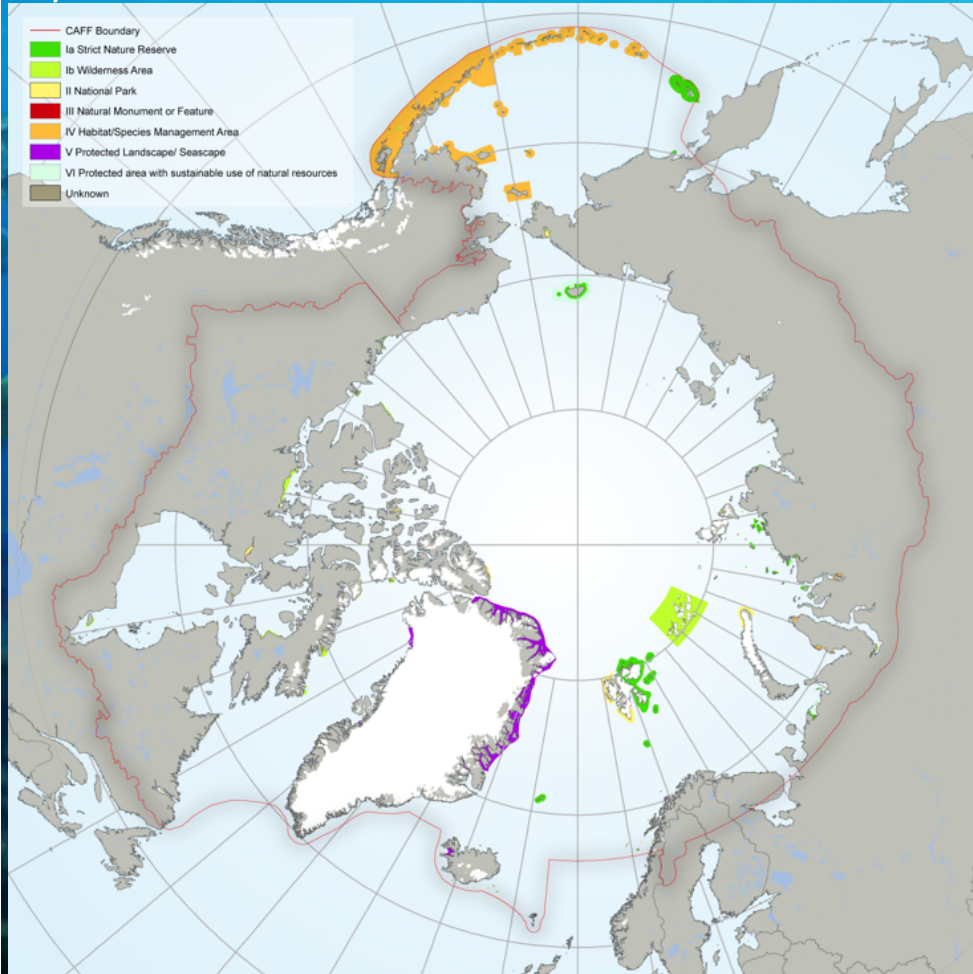 CAFF Boundary
Ia Strict Nature Reserve
Ib Wilderness Area
II National Park
III Natural Monument or Feature
IV Habitat/Species Management Area
V Protected Landscape/ Seascape
VI Protected area with sustainable use of natural resources
Unknown